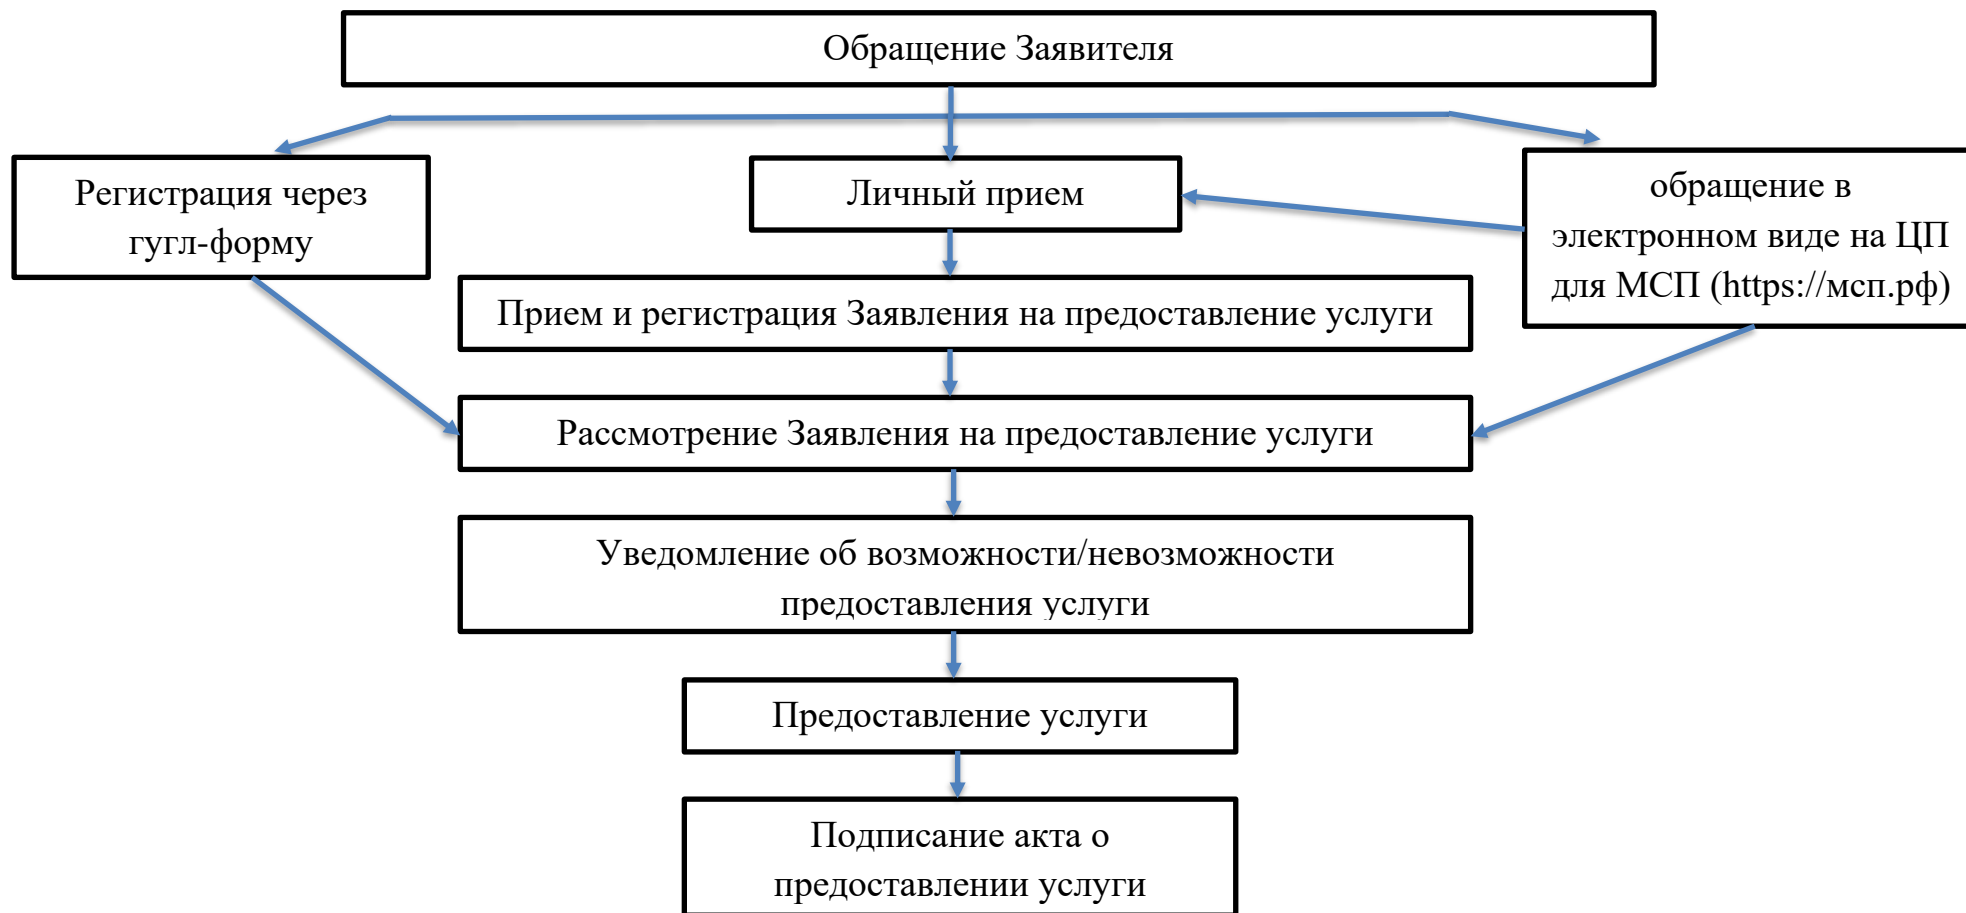 Обращение Заявителя
Регистрация через
гугл-форму
Личный прием
обращение в
электронном виде на ЦП
для МСП (https://мсп.рф)
Прием и регистрация Заявления на предоставление услуги
Рассмотрение Заявления на предоставление услуги
Уведомление об возможности/невозможности
предоставления услуги
Предоставление услуги
Подписание акта о
предоставлении услуги